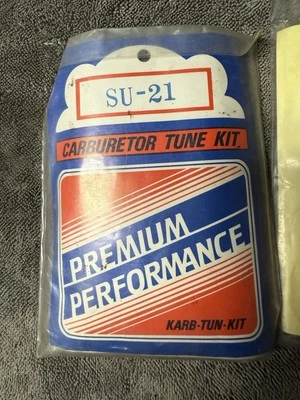 SU-21
CARBURETOR TUNE KIT
PREMIUM
PERFORMANCE
KARB-TUN-KIT